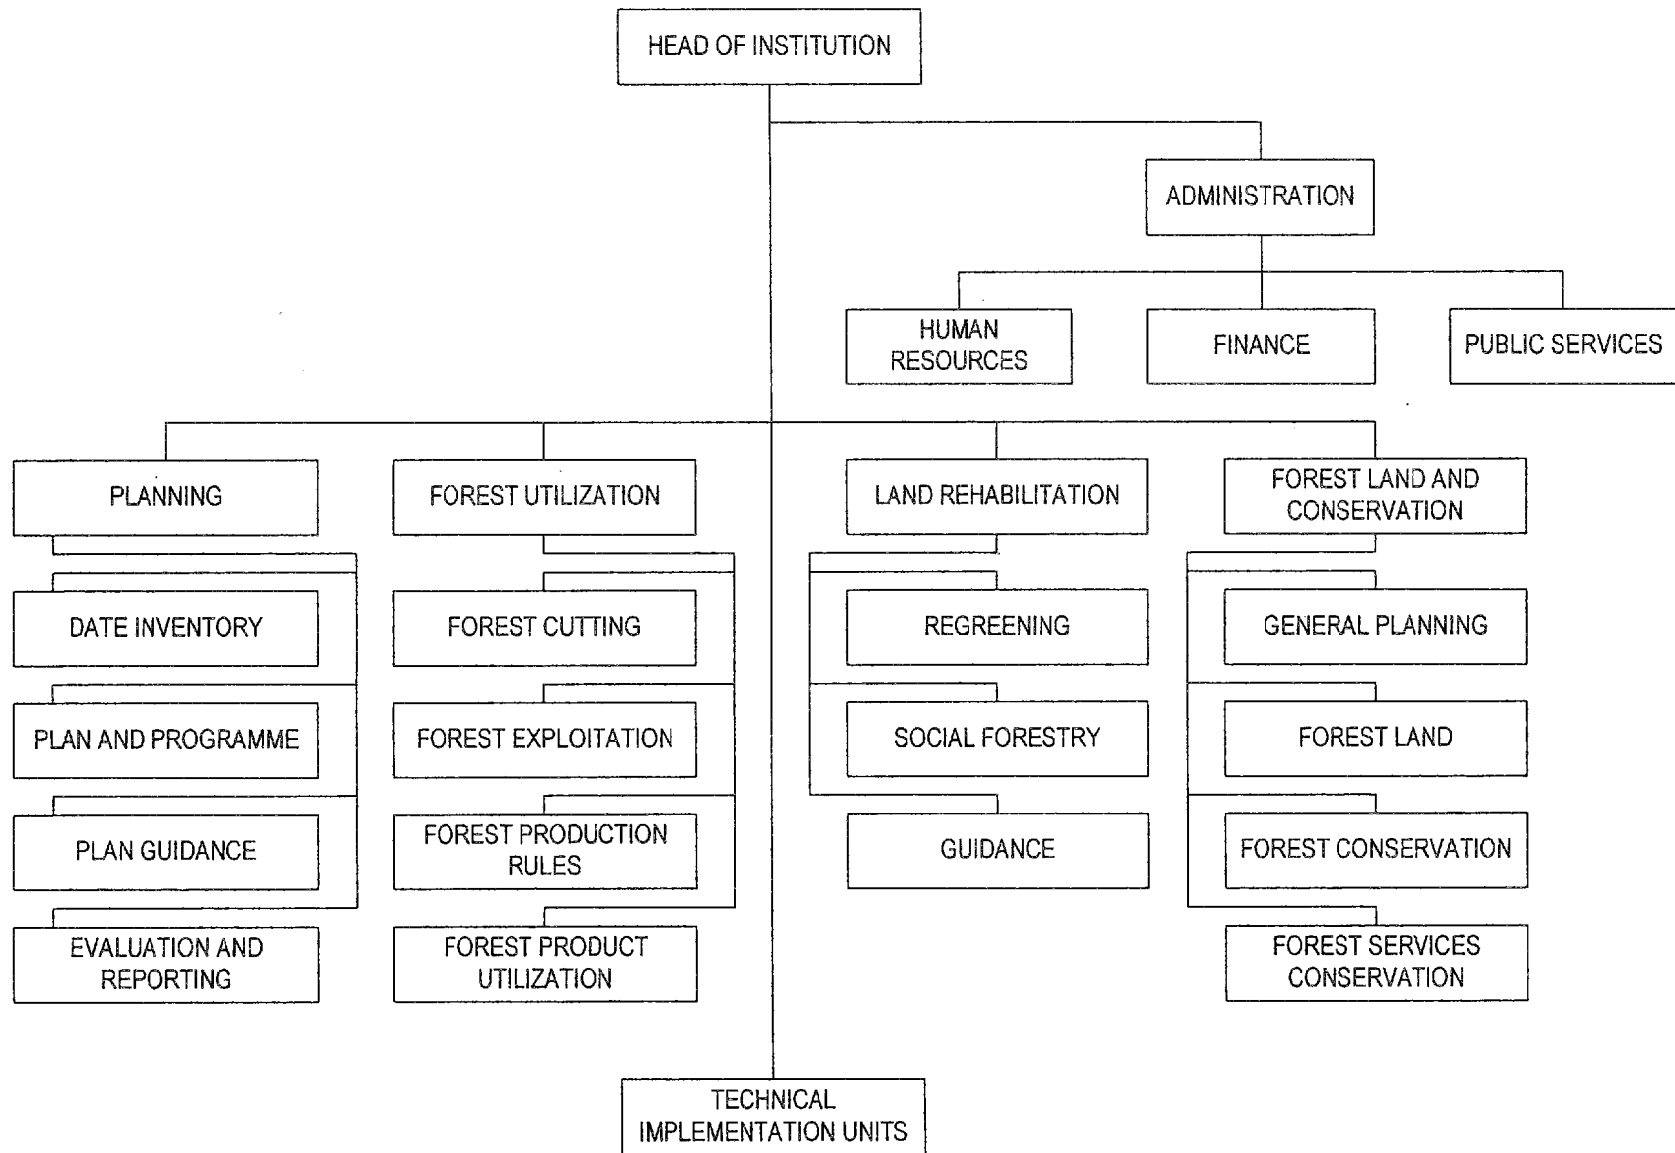 HEAD OF INSTITUTION
ADMINISTRATION
HUMAN
RESOURCES
FINANCE
PUBLIC SERVICES
PLANNING
FOREST UTILIZATION
LAND REHABILITATION
FOREST LAND AND
CONSERVATION
DATE INVENTORY
FOREST CUTTING
REGREENING
GENERAL PLANNING
PLAN AND PROGRAMME
FOREST EXPLOITATION
SOCIAL FORESTRY
FOREST LAND
PLAN GUIDANCE
FOREST PRODUCTION
RULES
GUIDANCE
FOREST CONSERVATION
EVALUATION AND
REPORTING
FOREST PRODUCT
UTILIZATION
FOREST SERVICES
CONSERVATION
TECHNICAL
IMPLEMENTATION UNITS